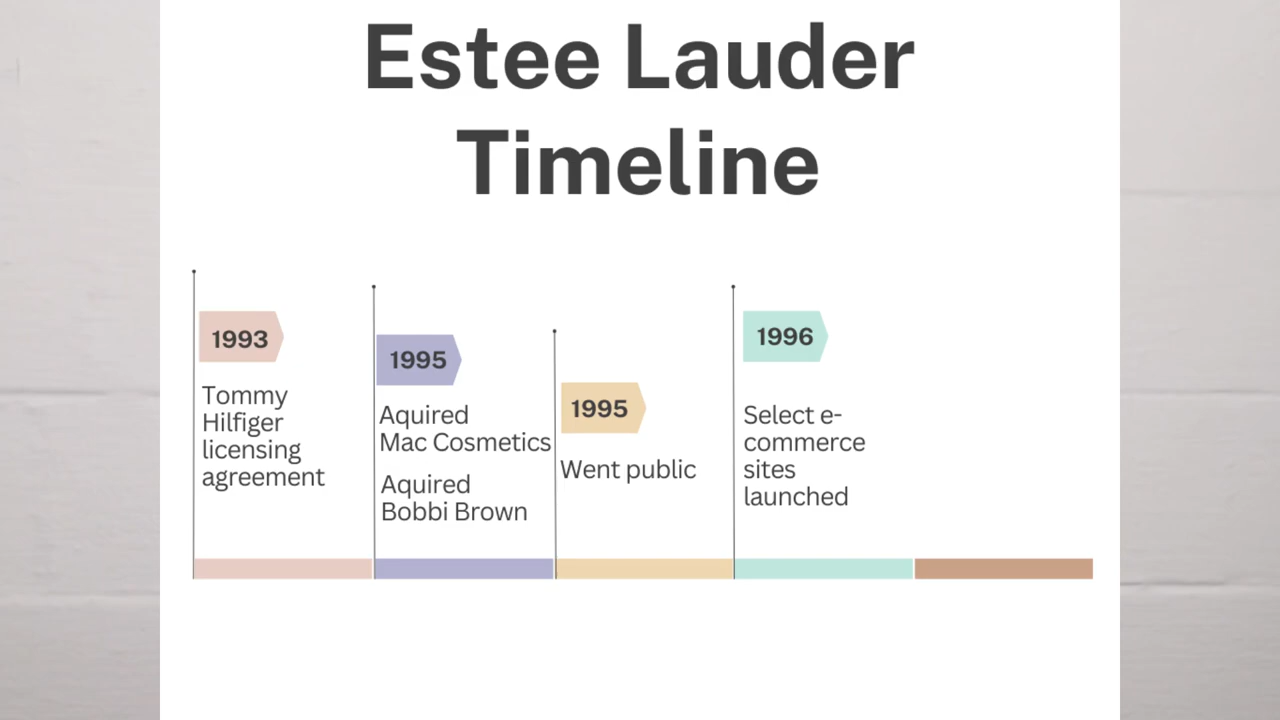 Estee Lauder
Timeline
1993
Tommy
Hilfiger
licensing
agreement
1995
Aquired
Mac Cosmetics
Aquired
Bobbi Brown
1995
Went public
1996
Select e-
commerce
sites
launched